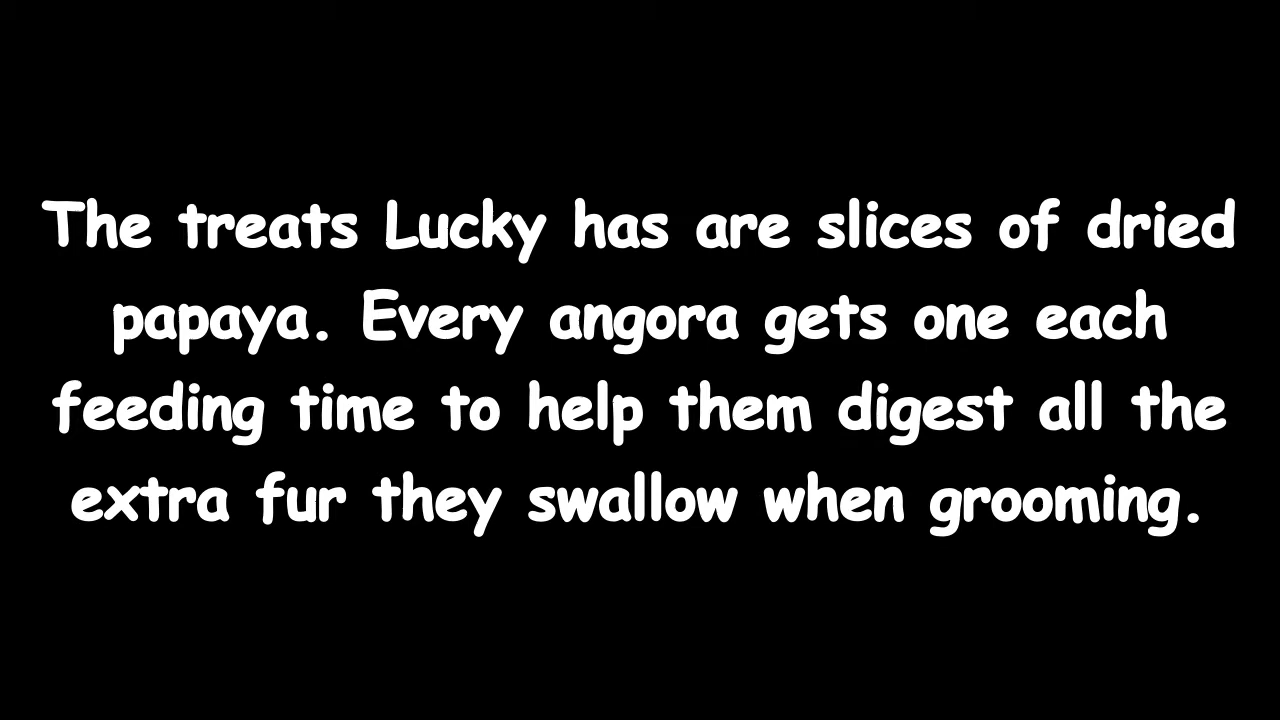 The treats Lucky has are slices of dried
papaya. Every angora gets one each
feeding time to help them digest all the
extra fur they swallow when grooming.